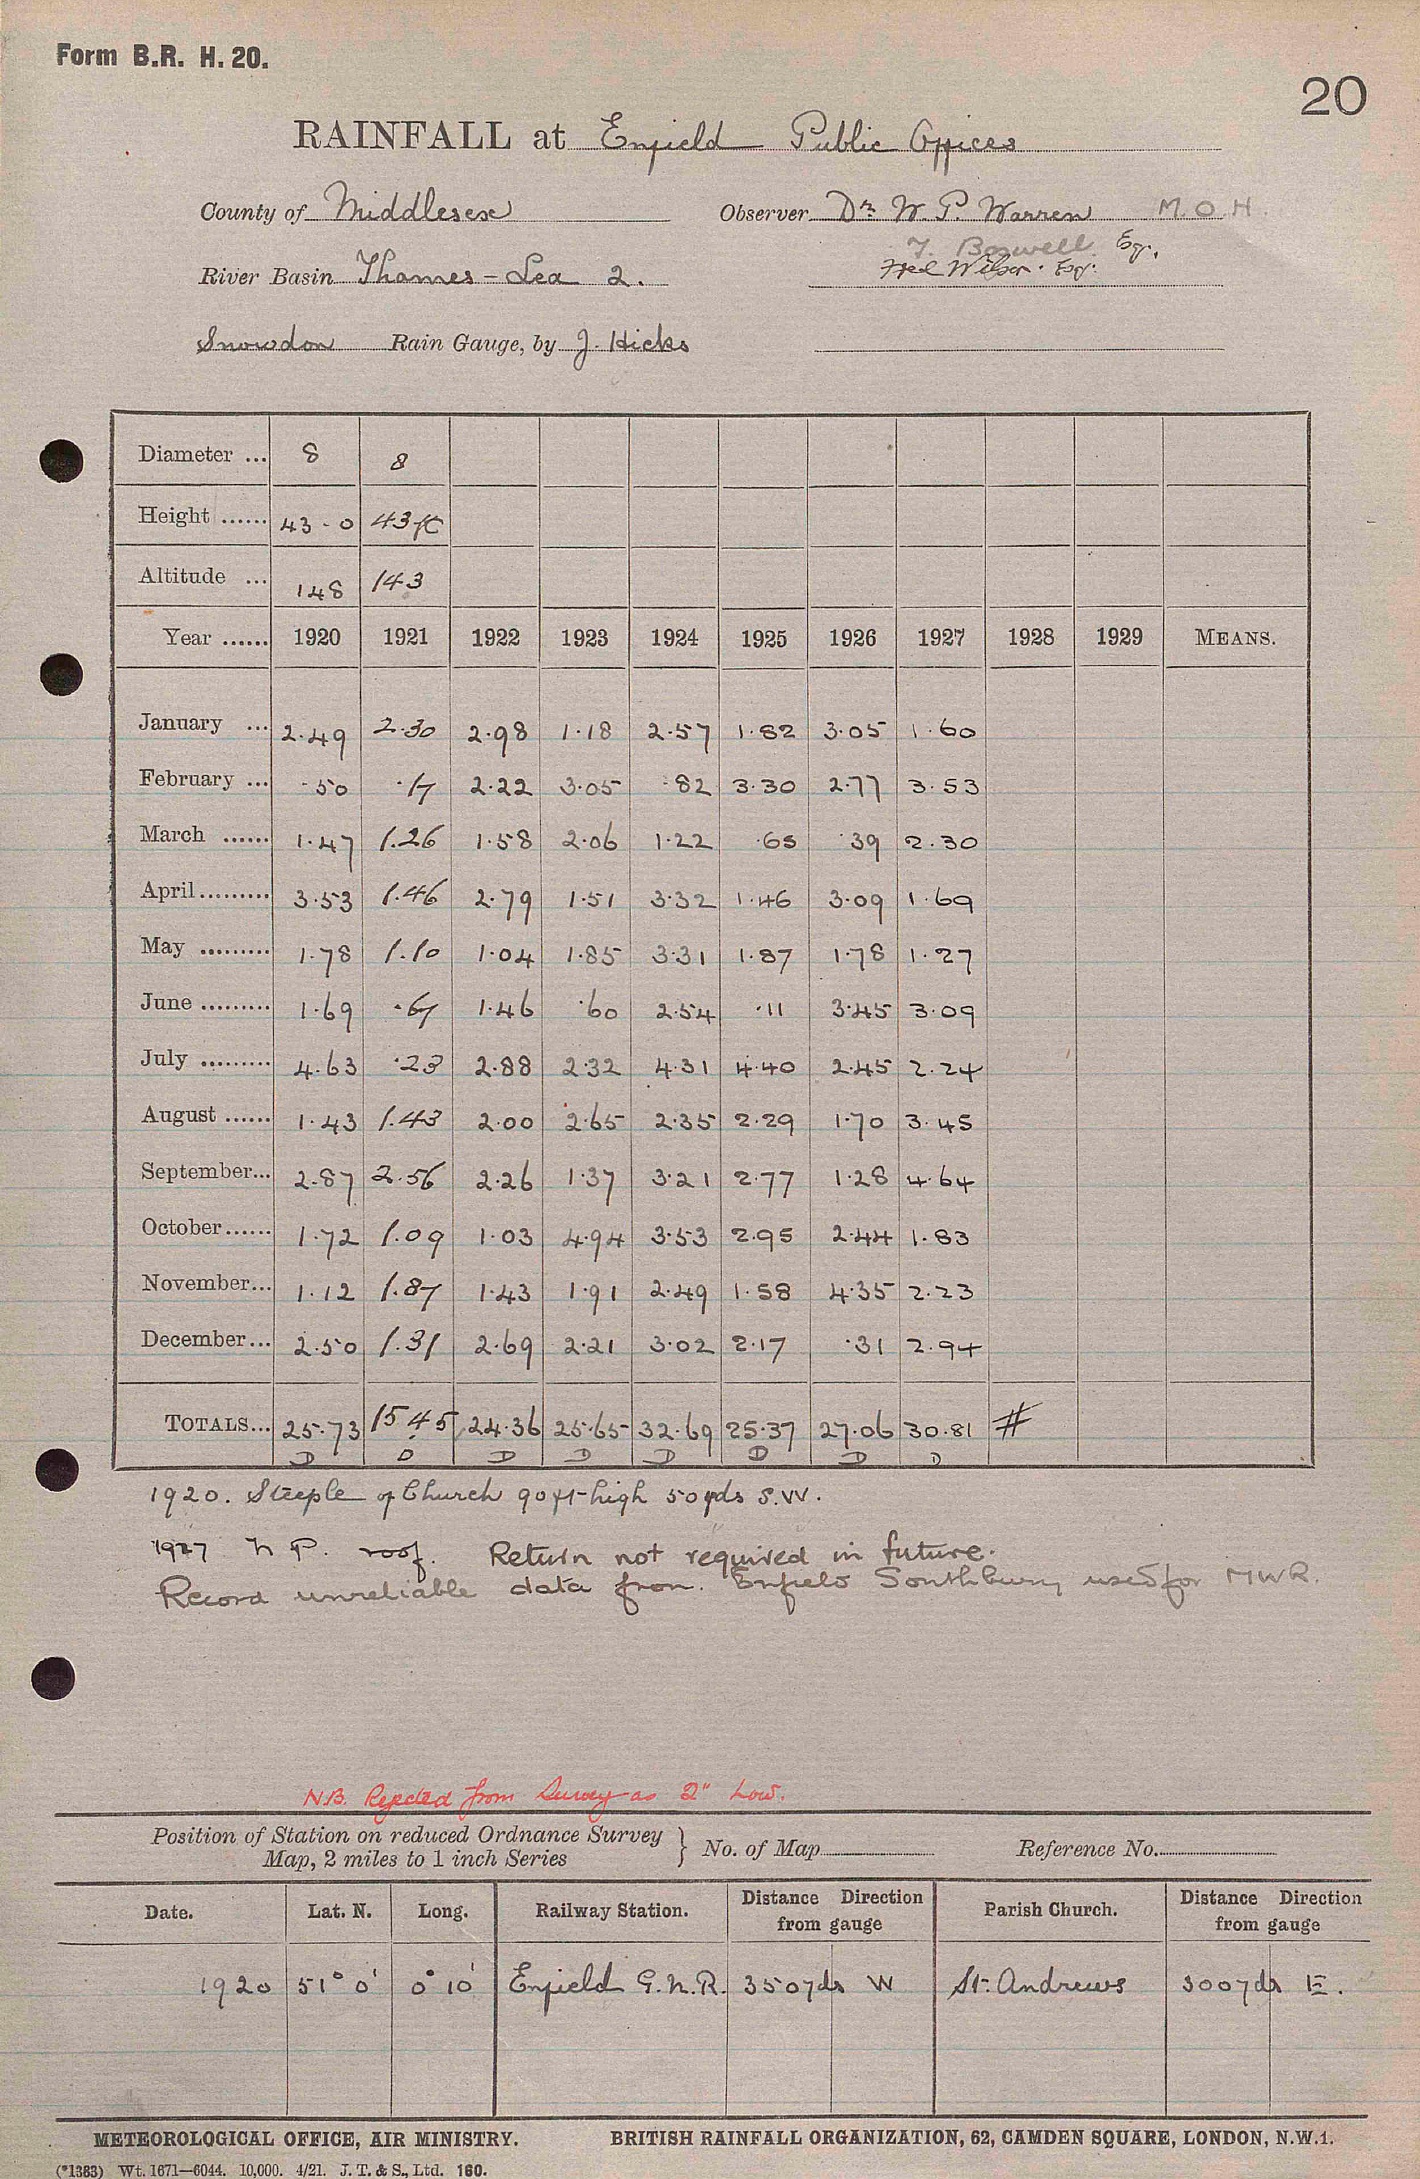 Form B.R. H. 20.
20
RAINFALL at Enfield Public Offices
County of Middlesex Observer Dr. W. P. Warren M.O.H.
T. Boswell Esq.
River Basin Thames - Lea 2. Fred Wilson. Esq.
Snowdon Rain Gauge, by J. Hicks
Diameter ... 8 8
Height ...... 43-0 43 ft
Altitude ... 148 143
Year ...... 1920 1921 1922 1923 1924 1925 1926 1927 1928 1929 MEANS.
January ... 2.49 2.30 2.98 1.18 2.57 1.82 3.05 1.60
February ... .50 .17 2.22 3.05 .82 3.30 2.77 3.53
March ...... 1.47 1.26 1.58 2.06 1.22 .65 .39 2.30
April ......... 3.53 1.46 2.79 1.51 3.32 1.46 3.09 1.69
May ......... 1.78 1.10 1.04 1.85 3.31 1.87 1.78 1.27
June ......... 1.69 .67 1.46 .60 2.54 .11 3.45 3.09
July ......... 4.63 .23 2.88 2.32 4.31 4.40 2.45 2.24
August ...... 1.43 1.43 2.00 2.65 2.35 2.29 1.70 3.45
September... 2.87 2.56 2.26 1.37 3.21 2.77 1.28 4.64
October ...... 1.72 1.09 1.03 4.94 3.53 2.95 2.44 1.83
November... 1.12 1.87 1.43 1.91 2.49 1.58 4.35 2.23
December... 2.50 1.31 2.69 2.21 3.02 2.17 .31 2.94
TOTALS... 25.73 15.45 24.36 25.65 32.69 25.37 27.06 30.81 #
D D D D D D D D
1920. Steeple of Church 90 ft high 50 yds S.W.
1927 N P. roof. Return not required in future.
Record unreliable data from Enfield Southbury used for MWR.
N.B. Rejected from Survey as 2" Low.
Position of Station on reduced Ordnance Survey
Map, 2 miles to 1 inch Series } No. of Map Reference No.
Date. Lat. N. Long. Railway Station. Distance Direction from gauge Parish Church. Distance Direction from gauge
1920 51° 0' 0° 10' Enfield G.N.R. 350 yds W St. Andrews 300 yds E.
METEOROLOGICAL OFFICE, AIR MINISTRY. BRITISH RAINFALL ORGANIZATION, 62, CAMDEN SQUARE, LONDON, N.W.1.
(*1383) Wt. 1671—6044. 10,000. 4/21. J. T. & S., Ltd. 160.